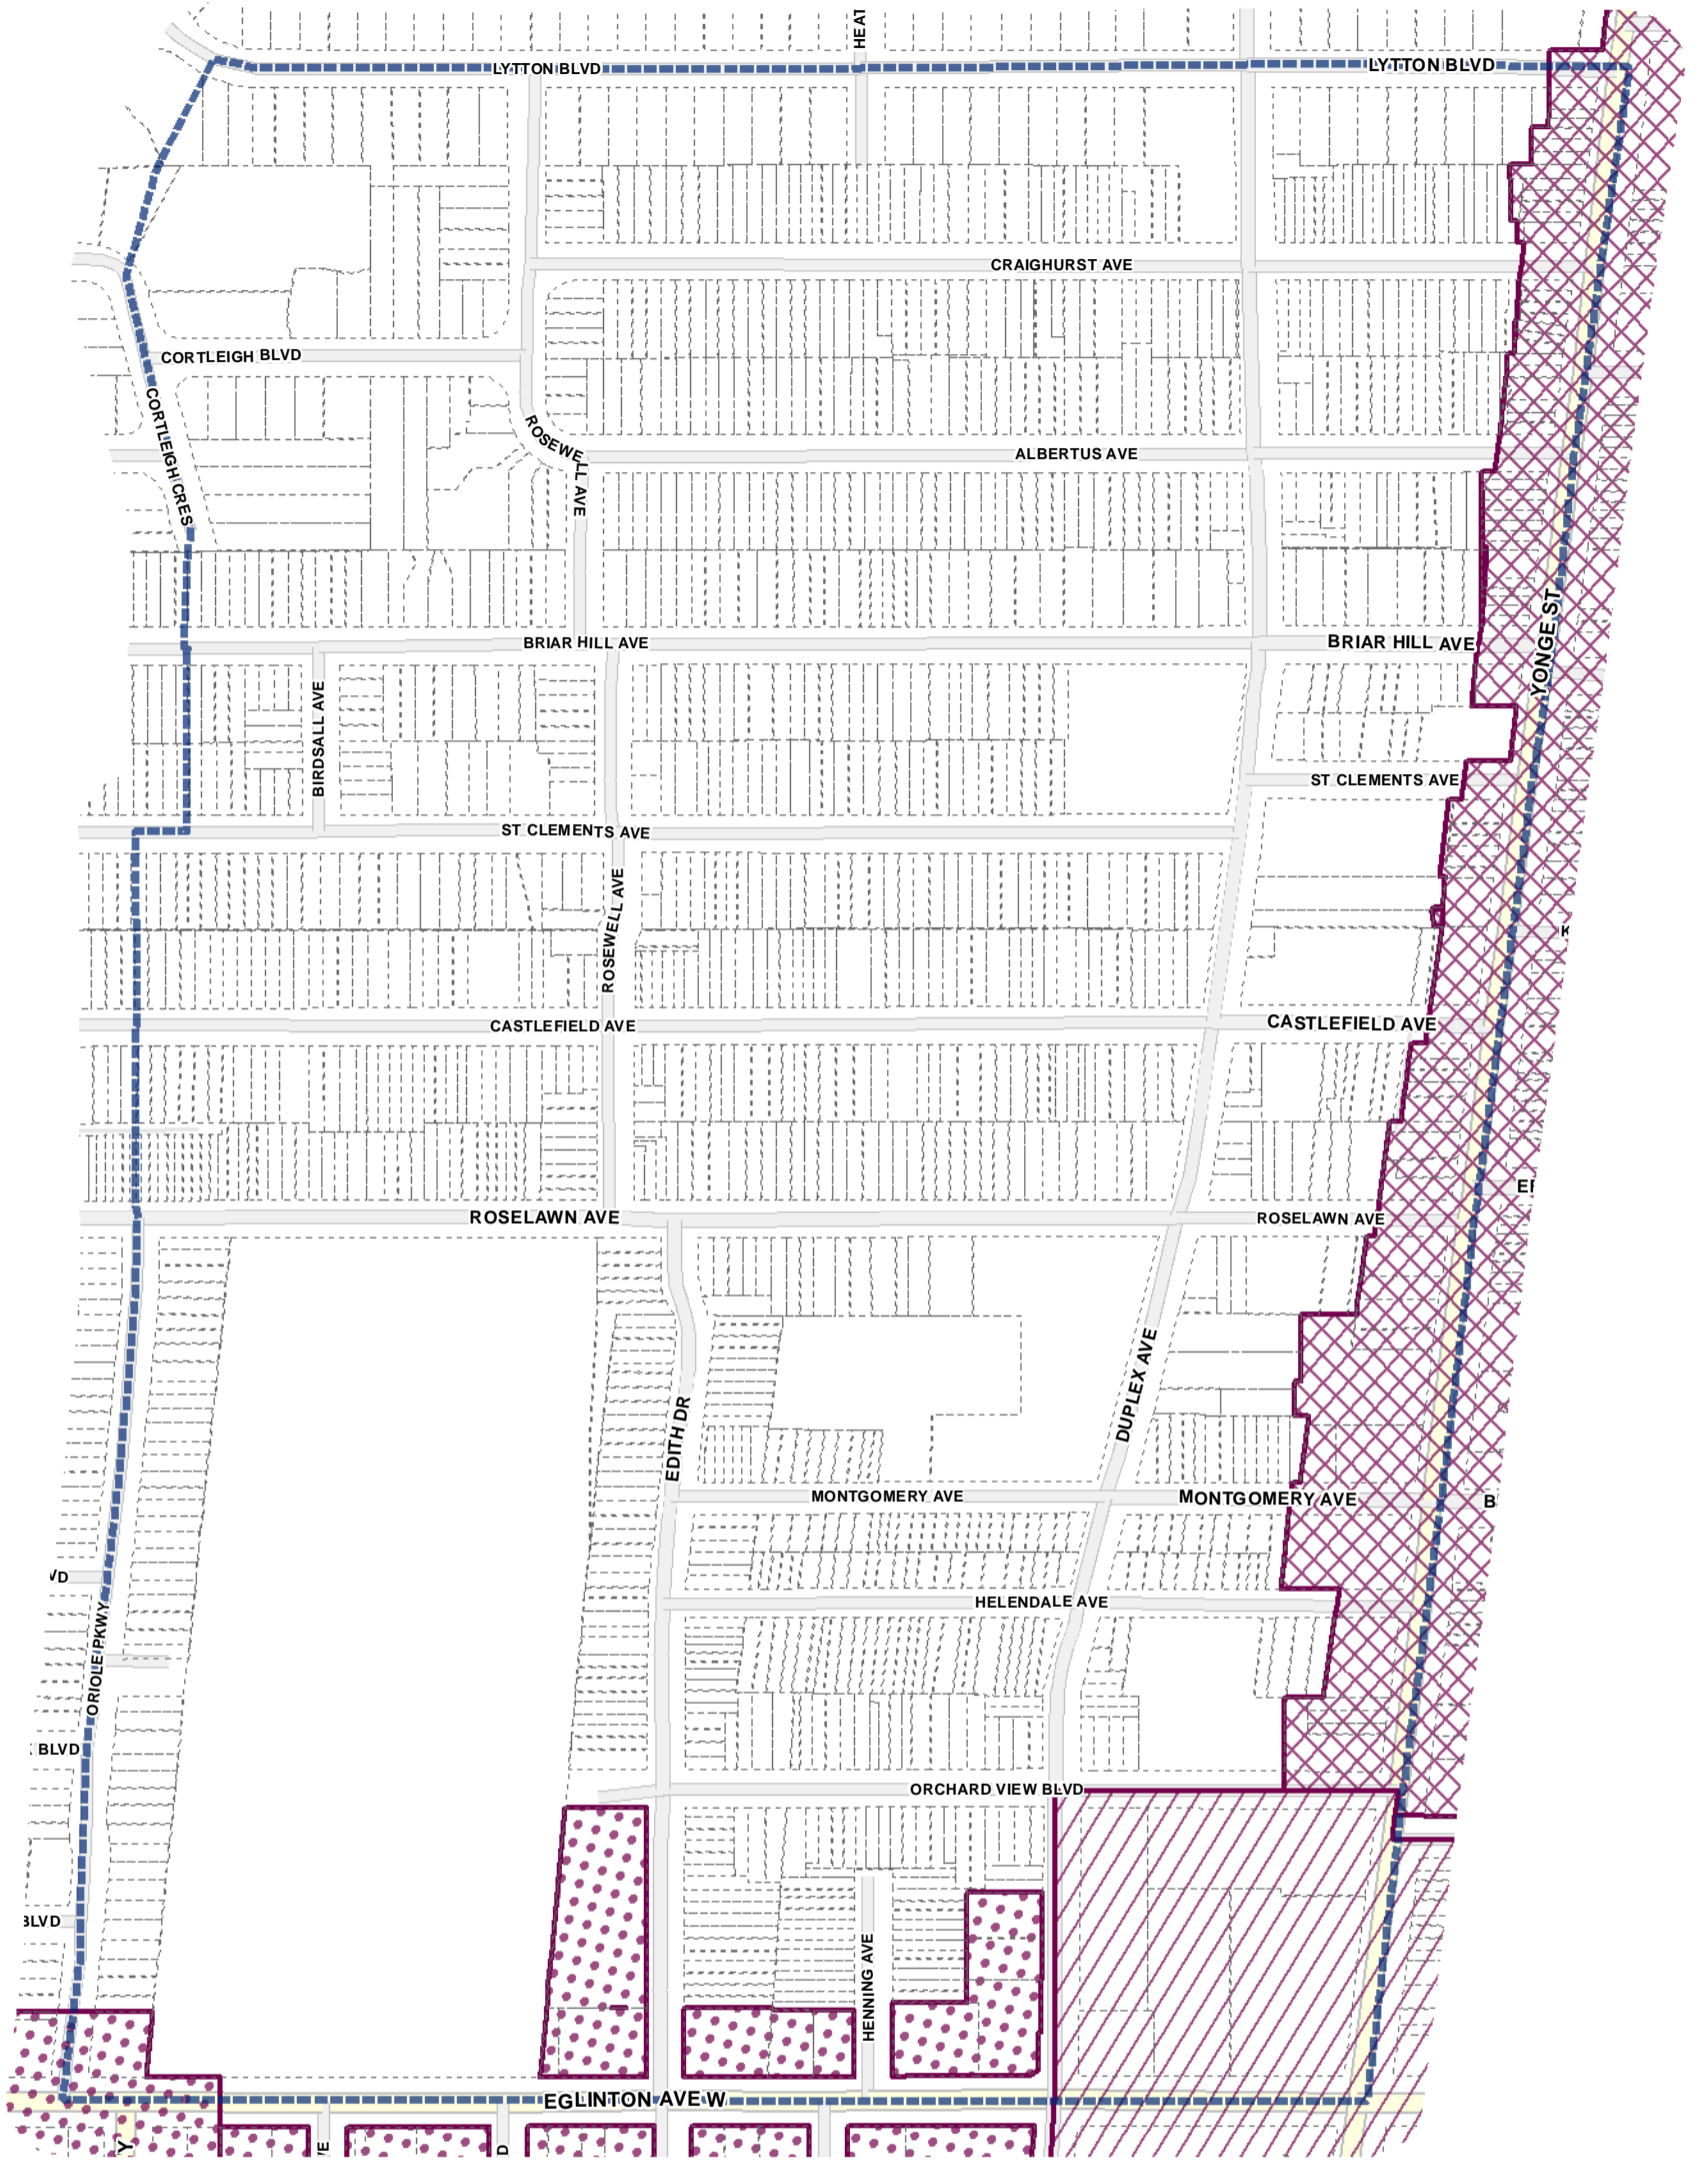 HEAT
LYTTON BLVD
LYTTON BLVD
CRAIGHURST AVE
CORTLEIGH BLVD
CORTLEIGH CRES
ROSEWELL AVE
ALBERTUS AVE
YONGE ST
BRIAR HILL AVE
BRIAR HILL AVE
BIRDSALL AVE
ST CLEMENTS AVE
ST CLEMENTS AVE
ROSEWELL AVE
K
CASTLEFIELD AVE
CASTLEFIELD AVE
ROSELAWN AVE
ROSELAWN AVE
DUPLEX AVE
EDITH DR
MONTGOMERY AVE
MONTGOMERY AVE
B
VD
HELENDALE AVE
ORIOLE PKWY
BLVD
ORCHARD VIEW BLVD
BLVD
HENNING AVE
EGLINTON AVE W
Y
VE
D